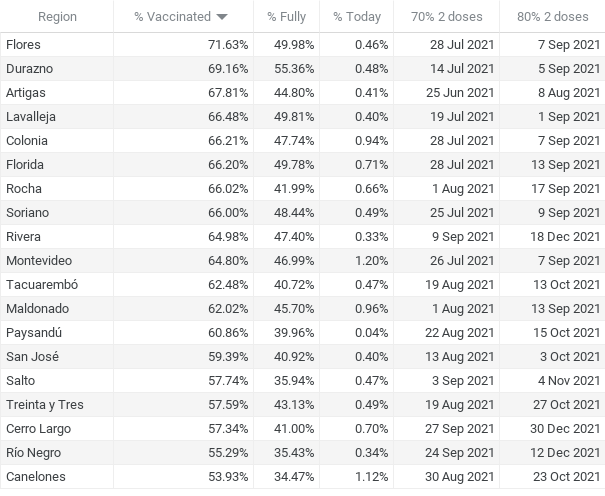 Region % Vaccinated % Fully % Today 70% 2 doses 80% 2 doses
Flores 71.63% 49.98% 0.46% 28 Jul 2021 7 Sep 2021
Durazno 69.16% 55.36% 0.48% 14 Jul 2021 5 Sep 2021
Artigas 67.81% 44.80% 0.41% 25 Jun 2021 8 Aug 2021
Lavalleja 66.48% 49.81% 0.40% 19 Jul 2021 1 Sep 2021
Colonia 66.21% 47.74% 0.94% 28 Jul 2021 7 Sep 2021
Florida 66.20% 49.78% 0.71% 28 Jul 2021 13 Sep 2021
Rocha 66.02% 41.99% 0.66% 1 Aug 2021 17 Sep 2021
Soriano 66.00% 48.44% 0.49% 25 Jul 2021 9 Sep 2021
Rivera 64.98% 47.40% 0.33% 9 Sep 2021 18 Dec 2021
Montevideo 64.80% 46.99% 1.20% 26 Jul 2021 7 Sep 2021
Tacuarembó 62.48% 40.72% 0.47% 19 Aug 2021 13 Oct 2021
Maldonado 62.02% 45.70% 0.96% 1 Aug 2021 13 Sep 2021
Paysandú 60.86% 39.96% 0.04% 22 Aug 2021 15 Oct 2021
San José 59.39% 40.92% 0.40% 13 Aug 2021 3 Oct 2021
Salto 57.74% 35.94% 0.47% 3 Sep 2021 4 Nov 2021
Treinta y Tres 57.59% 43.13% 0.49% 19 Aug 2021 27 Oct 2021
Cerro Largo 57.34% 41.00% 0.70% 27 Sep 2021 30 Dec 2021
Río Negro 55.29% 35.43% 0.34% 24 Sep 2021 12 Dec 2021
Canelones 53.93% 34.47% 1.12% 30 Aug 2021 23 Oct 2021